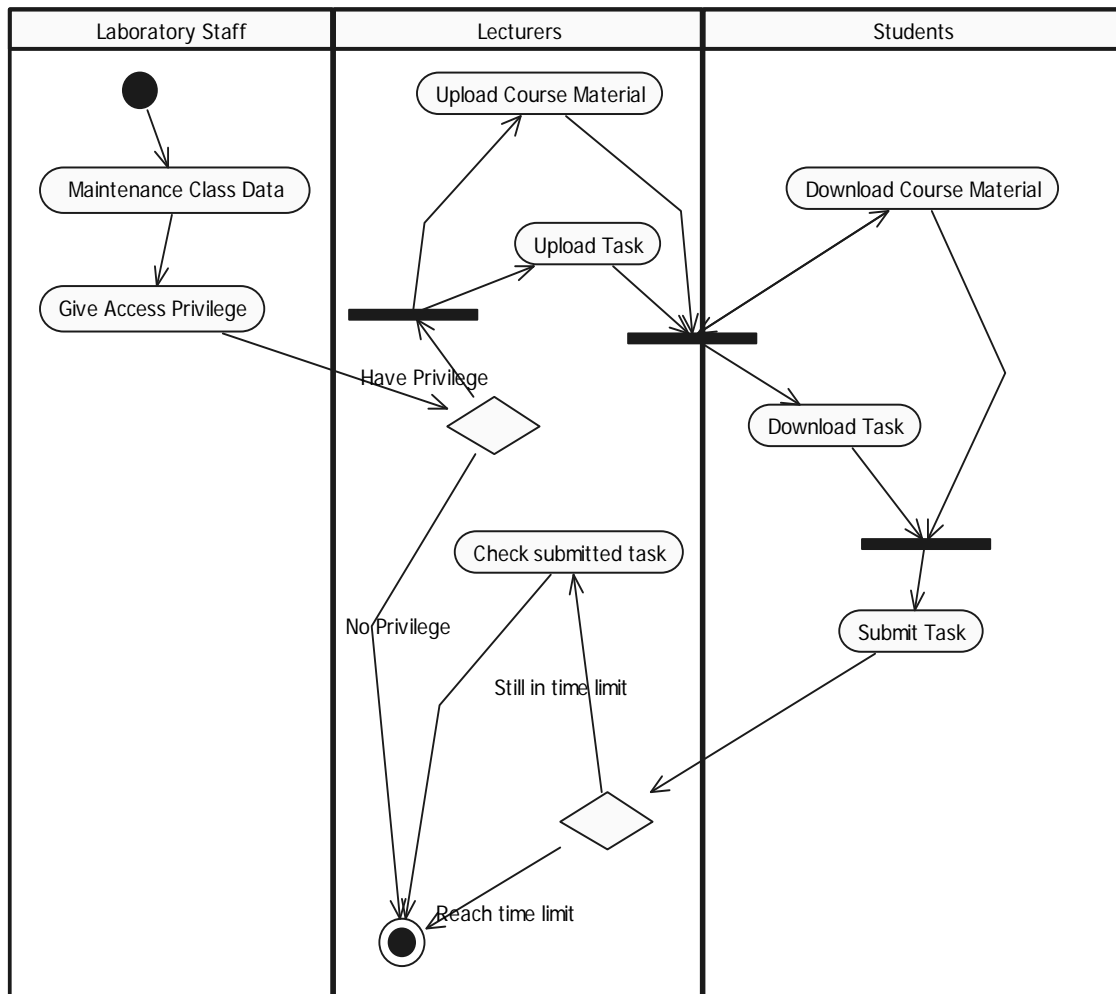 Laboratory Staff
Lecturers
Students
Upload Course Material
Maintenance Class Data
Download Course Material
Upload Task
Give Access Privilege
Have Privilege
Download Task
Check submitted task
No Privilege
Submit Task
Still in time limit
Reach time limit